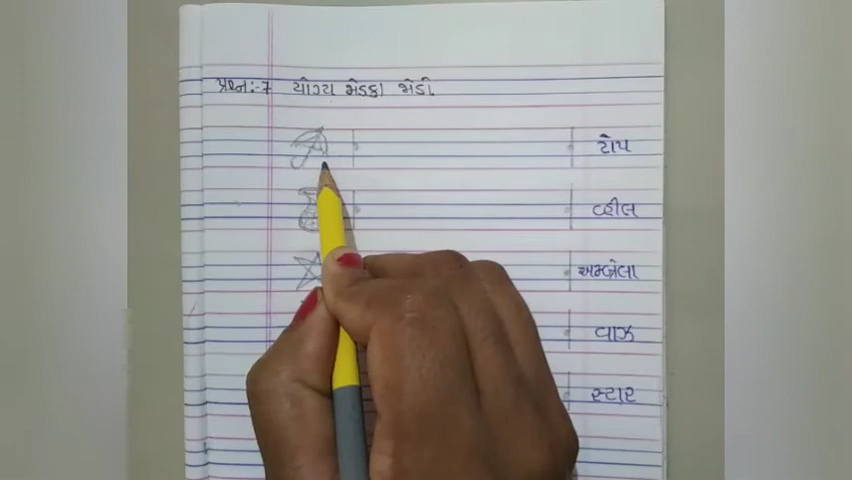 પ્રશ્ન:-7 યોગ્ય જોડકા જોડો.
ટોપ
વ્હીલ
અમ્બ્રેલા
વાઝ
સ્ટાર